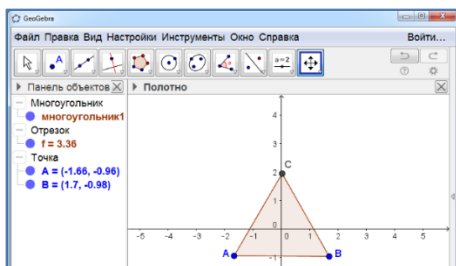 GeoGebra
Файл Правка Вид Настройки Инструменты Окно Справка Войти...
A a=2
Панель объектов Полотно
Многоугольник
многоугольник1
Отрезок
f = 3.36
Точка
A = (-1.66, -0.96)
B = (1.7, -0.98)
4
3
2
C
1
-5 -4 -3 -2 -1 0 0 1 2 3 4 5
A B
-1